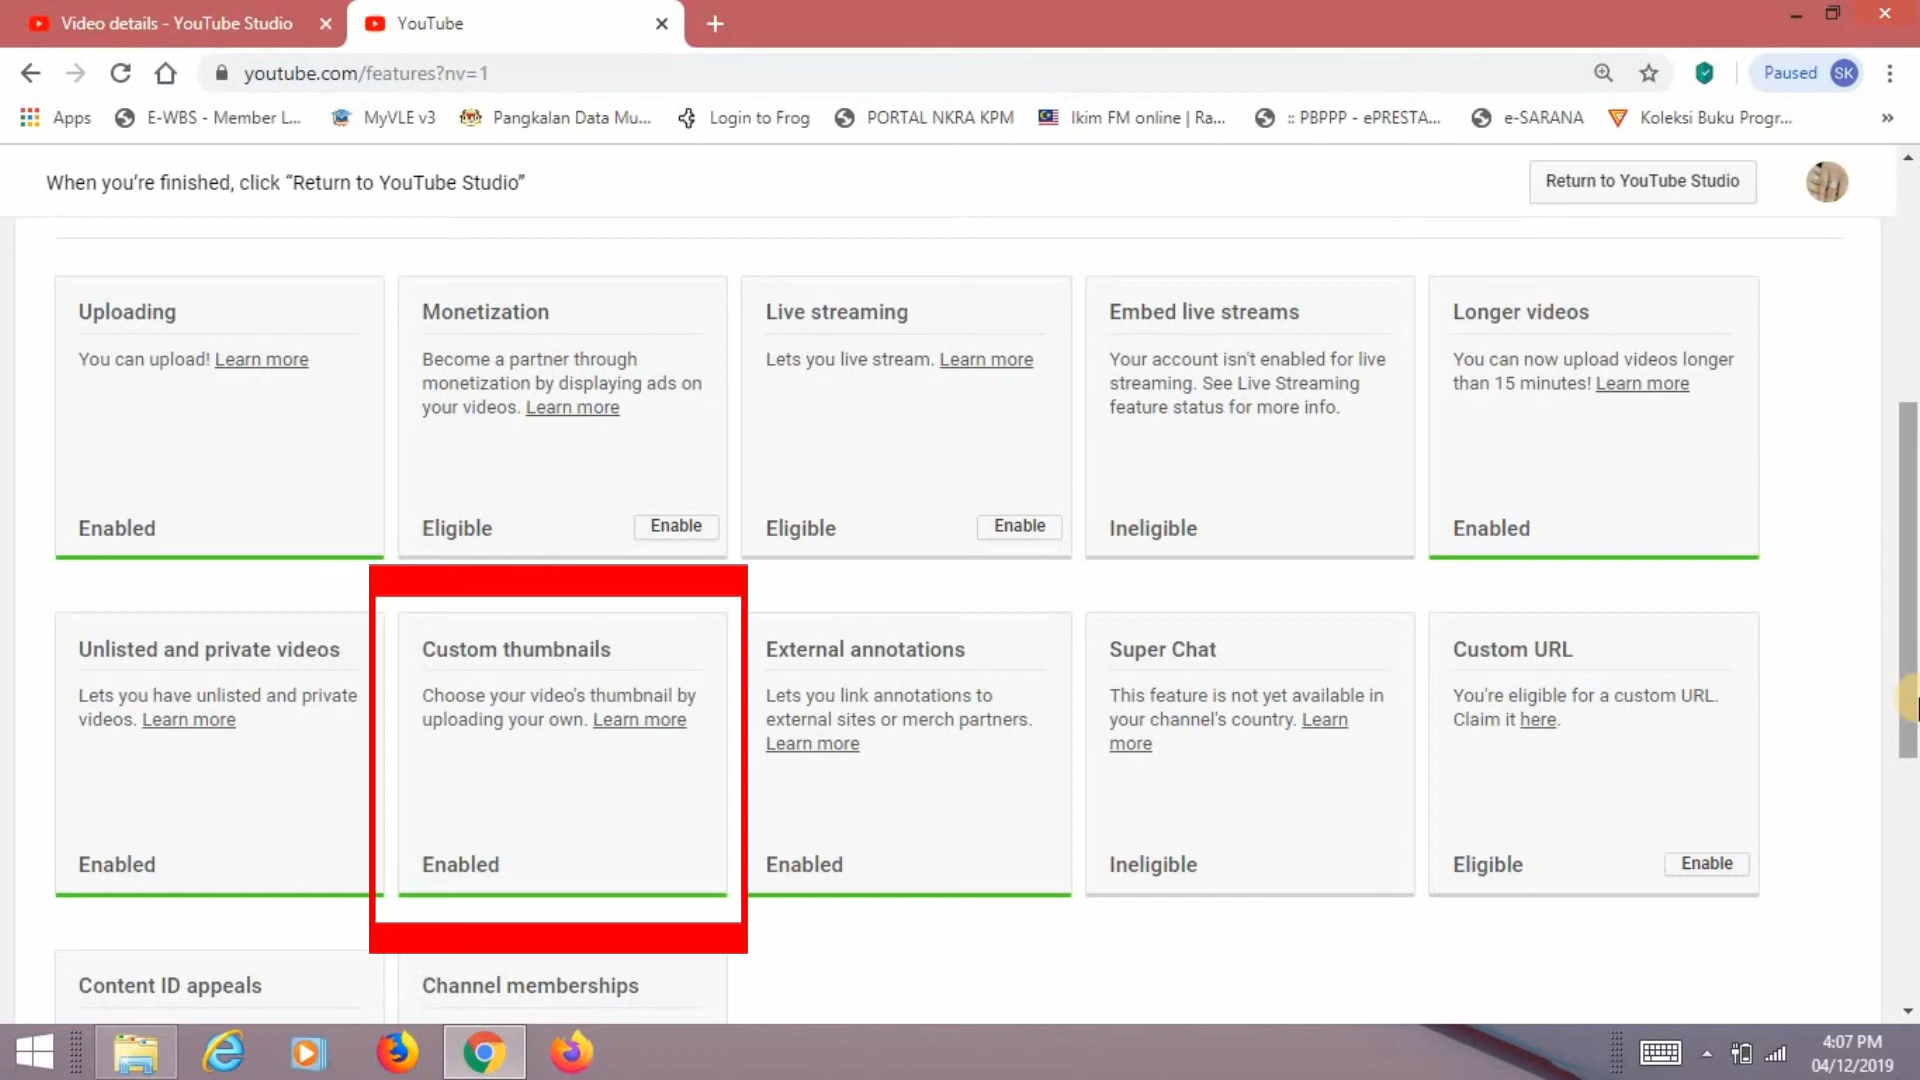 Video details - YouTube Studio
YouTube
youtube.com/features?nv=1
Paused SK
Apps E-WBS - Member L... MyVLE v3 Pangkalan Data Mu... Login to Frog PORTAL NKRA KPM Ikim FM online | Ra... :: PBPPP - ePRESTA... e-SARANA Koleksi Buku Progr... »
When you're finished, click “Return to YouTube Studio”
Return to YouTube Studio
Uploading
You can upload! Learn more
Enabled
Monetization
Become a partner through
monetization by displaying ads on
your videos. Learn more
Eligible Enable
Live streaming
Lets you live stream. Learn more
Eligible Enable
Embed live streams
Your account isn't enabled for live
streaming. See Live Streaming
feature status for more info.
Ineligible
Longer videos
You can now upload videos longer
than 15 minutes! Learn more
Enabled
Unlisted and private videos
Lets you have unlisted and private
videos. Learn more
Enabled
Custom thumbnails
Choose your video's thumbnail by
uploading your own. Learn more
Enabled
External annotations
Lets you link annotations to
external sites or merch partners.
Learn more
Enabled
Super Chat
This feature is not yet available in
your channel's country. Learn
more
Ineligible
Custom URL
You're eligible for a custom URL.
Claim it here.
Eligible Enable
Content ID appeals
Channel memberships
4:07 PM
04/12/2019